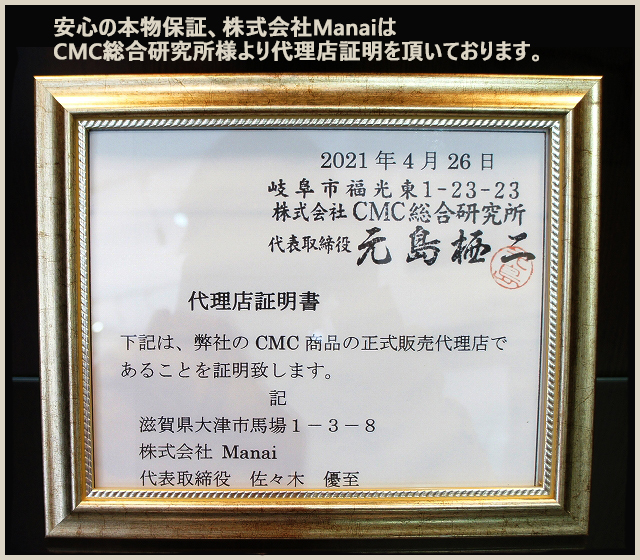 安心の本物保証、株式会社Manaiは
CMC総合研究所様より代理店証明を頂いております。
2021年4月26日
岐阜市福光東1-23-23
株式会社 CMC総合研究所
代表取締役 元島栖二
代理店証明書
下記は、弊社の CMC 商品の正式販売代理店で
あることを証明致します。
記
滋賀県大津市馬場１－３－８
株式会社 Manai
代表取締役 佐々木 優至